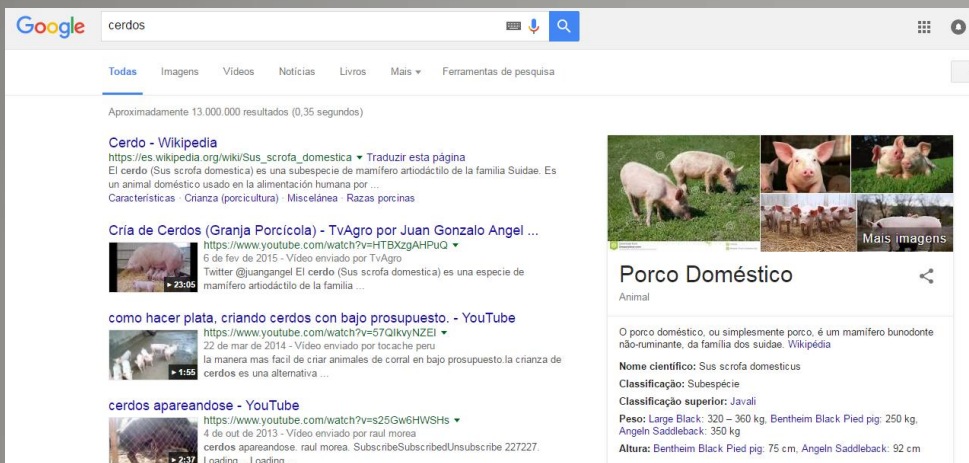 Google
cerdos
Todas Imagens Vídeos Notícias Livros Mais Ferramentas de pesquisa
Aproximadamente 13.000.000 resultados (0,35 segundos)
Cerdo - Wikipedia
https://es.wikipedia.org/wiki/Sus_scrofa_domestica Traduzir esta página
El cerdo (Sus scrofa domestica) es una subespecie de mamífero artiodáctilo de la familia Suidae. Es
un animal doméstico usado en la alimentación humana por ...
Características · Crianza (porcicultura) · Miscelánea · Razas porcinas
Cría de Cerdos (Granja Porcícola) - TvAgro por Juan Gonzalo Angel ...
https://www.youtube.com/watch?v=HTBXzgAHPuQ
6 de fev de 2015 - Vídeo enviado por TvAgro
Twitter @juangangel El cerdo (Sus scrofa domestica) es una especie de
mamífero artiodáctilo de la familia ...
23:05
como hacer plata, criando cerdos con bajo prosupuesto. - YouTube
https://www.youtube.com/watch?v=57QIkvyNZEI
22 de mar de 2014 - Vídeo enviado por tocache peru
la manera mas facil de criar animales de corral en bajo prosupuesto.la crianza de
cerdos es una alternativa ...
1:55
cerdos apareandose - YouTube
https://www.youtube.com/watch?v=s25Gw6HWSHs
4 de out de 2013 - Vídeo enviado por raul morea
cerdos apareandose. raul morea. SubscribeSubscribedUnsubscribe 227227.
Loading... Loading
2:37
Mais imagens
Porco Doméstico
Animal
O porco doméstico, ou simplesmente porco, é um mamífero bunodonte
não-ruminante, da família dos suidae. Wikipédia
Nome científico: Sus scrofa domesticus
Classificação: Subespécie
Classificação superior: Javali
Peso: Large Black: 320 – 360 kg, Bentheim Black Pied pig: 250 kg,
Angeln Saddleback: 350 kg
Altura: Bentheim Black Pied pig: 75 cm, Angeln Saddleback: 92 cm